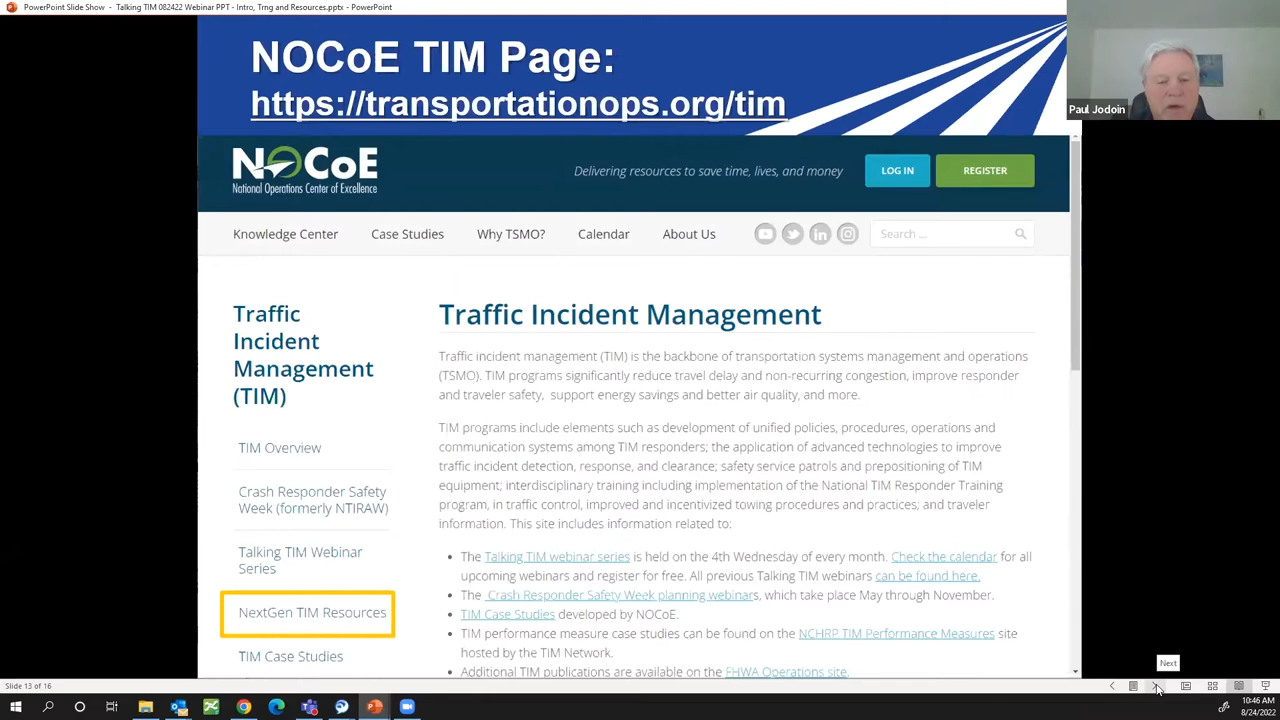 PowerPoint Slide Show - Talking TIM 082422 Webinar PPT - Intro, Trng and Resources.pptx - PowerPoint
NOCoE TIM Page:
https://transportationops.org/tim
Paul Jodoin
NOCoE
National Operations Center of Excellence
Delivering resources to save time, lives, and money
LOG IN
REGISTER
Knowledge Center
Case Studies
Why TSMO?
Calendar
About Us
Search ...
Traffic
Incident
Management
(TIM)
TIM Overview
Crash Responder Safety
Week (formerly NTIRAW)
Talking TIM Webinar
Series
NextGen TIM Resources
TIM Case Studies
Traffic Incident Management
Traffic incident management (TIM) is the backbone of transportation systems management and operations
(TSMO). TIM programs significantly reduce travel delay and non-recurring congestion, improve responder
and traveler safety, support energy savings and better air quality, and more.
TIM programs include elements such as development of unified policies, procedures, operations and
communication systems among TIM responders; the application of advanced technologies to improve
traffic incident detection, response, and clearance; safety service patrols and prepositioning of TIM
equipment; interdisciplinary training including implementation of the National TIM Responder Training
program, in traffic control, improved and incentivized towing procedures and practices; and traveler
information. This site includes information related to:
• The Talking TIM webinar series is held on the 4th Wednesday of every month. Check the calendar for all
upcoming webinars and register for free. All previous Talking TIM webinars can be found here.
• The Crash Responder Safety Week planning webinars, which take place May through November.
• TIM Case Studies developed by NOCoE.
• TIM performance measure case studies can be found on the NCHRP TIM Performance Measures site
hosted by the TIM Network.
• Additional TIM publications are available on the FHWA Operations site.
Next
Slide 13 of 16
10:46 AM
8/24/2022